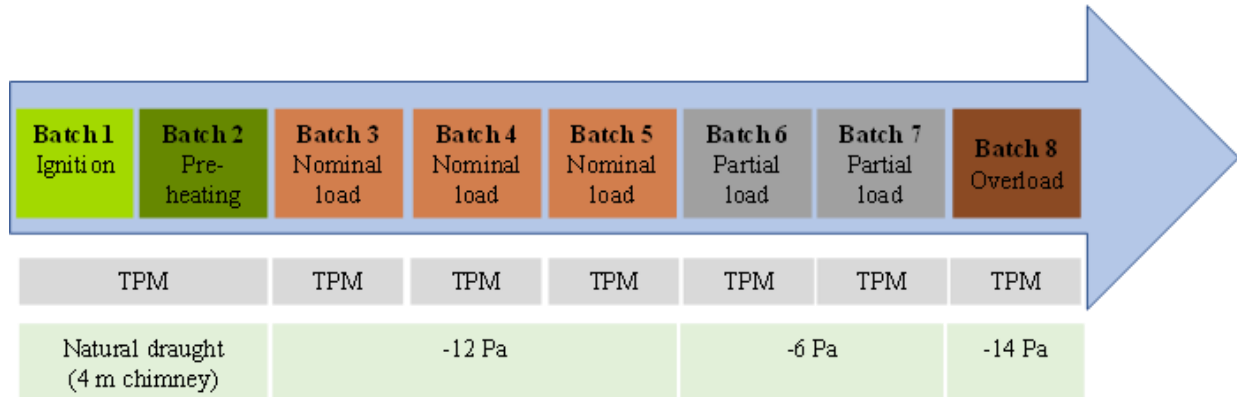 Batch 1
Ignition
Batch 2
Pre-
heating
Batch 3
Nominal
load
Batch 4
Nominal
load
Batch 5
Nominal
load
Batch 6
Partial
load
Batch 7
Partial
load
Batch 8
Overload
TPM
TPM
TPM
TPM
TPM
TPM
TPM
Natural draught
(4 m chimney)
-12 Pa
-6 Pa
-14 Pa